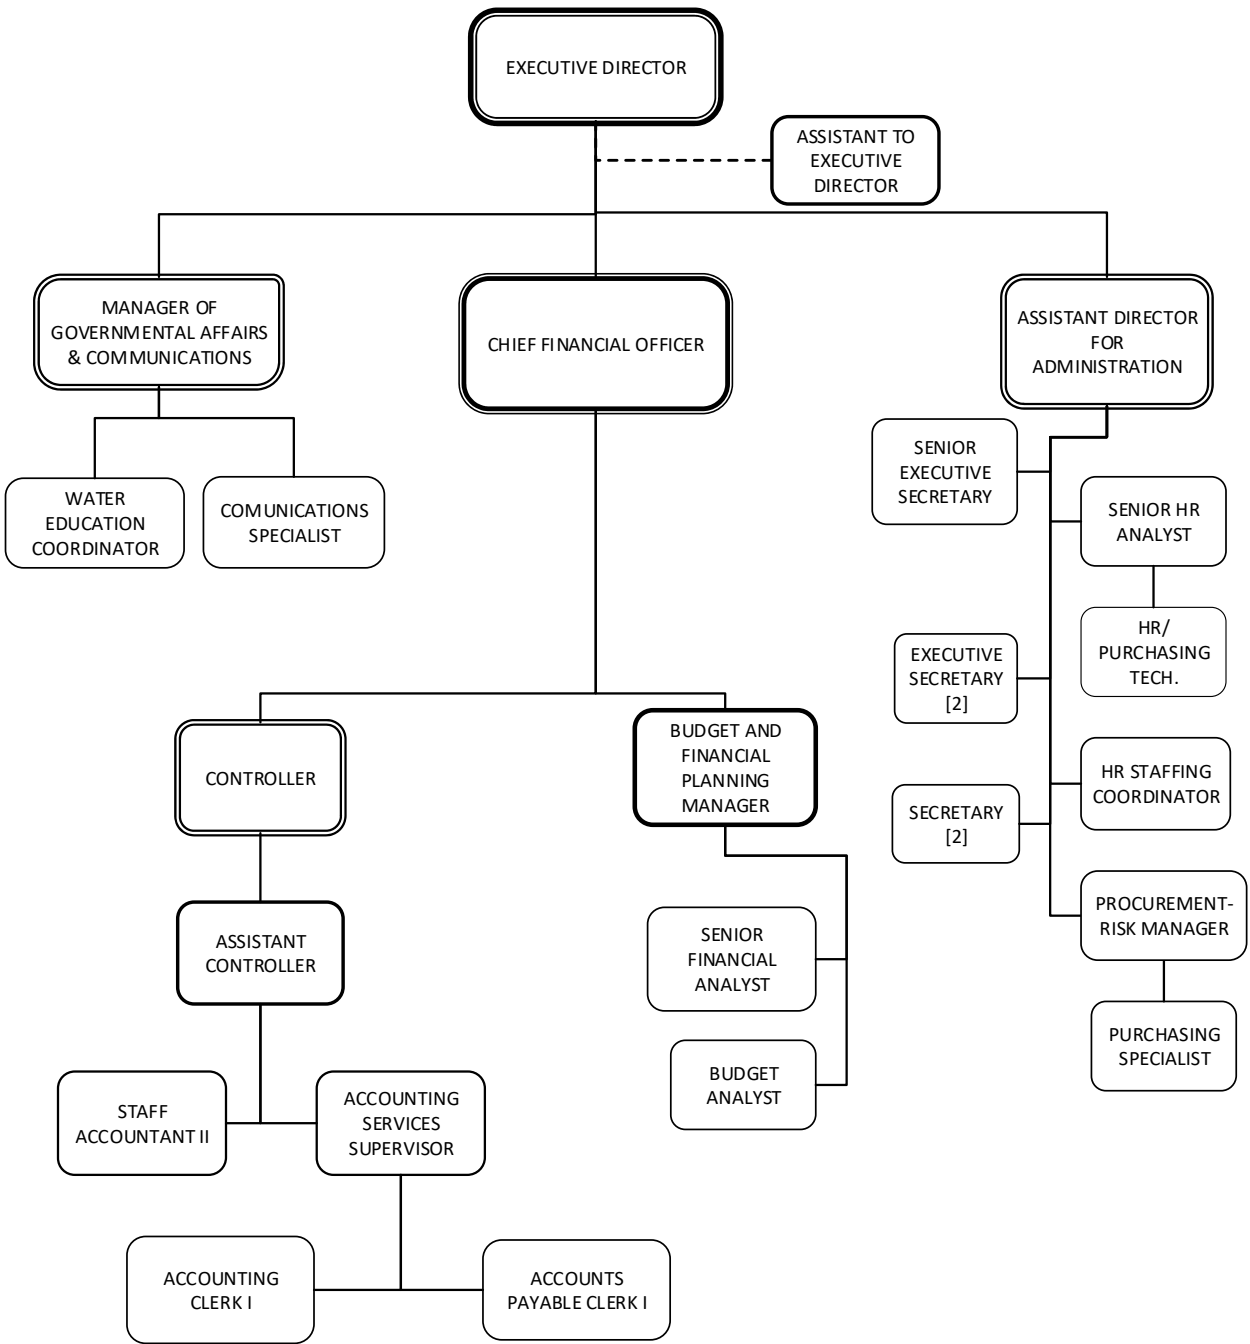 EXECUTIVE DIRECTOR
ASSISTANT TO
EXECUTIVE
DIRECTOR
MANAGER OF
GOVERNMENTAL AFFAIRS
& COMMUNICATIONS
CHIEF FINANCIAL OFFICER
ASSISTANT DIRECTOR
FOR
ADMINISTRATION
WATER
EDUCATION
COORDINATOR
COMUNICATIONS
SPECIALIST
SENIOR
EXECUTIVE
SECRETARY
SENIOR HR
ANALYST
HR/
PURCHASING
TECH.
EXECUTIVE
SECRETARY
[2]
CONTROLLER
BUDGET AND
FINANCIAL
PLANNING
MANAGER
HR STAFFING
COORDINATOR
SECRETARY
[2]
PROCUREMENT-
RISK MANAGER
ASSISTANT
CONTROLLER
SENIOR
FINANCIAL
ANALYST
PURCHASING
SPECIALIST
BUDGET
ANALYST
STAFF
ACCOUNTANT II
ACCOUNTING
SERVICES
SUPERVISOR
ACCOUNTING
CLERK I
ACCOUNTS
PAYABLE CLERK I